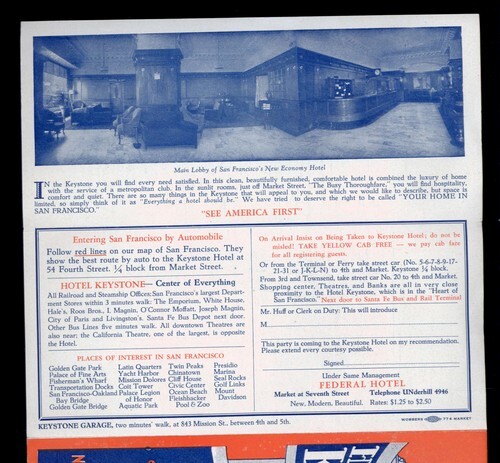 Main Lobby of San Francisco's New Economy Hotel
IN the Keystone you will find every need satisfied. In this clean, beautifully furnished, comfortable hotel is combined the luxury of home
with the service of a metropolitan club. In the sunlit rooms, just off Market Street, "The Busy Thoroughfare," you will find hospitality,
comfort and quiet. There are so many things in the Keystone that will appeal to you, and which we would like to describe, but space is
limited, so simply think of it as "Everything a hotel should be." We have tried to deserve the right to be called "YOUR HOME IN
SAN FRANCISCO."
"SEE AMERICA FIRST"
Entering San Francisco by Automobile
Follow red lines on our map of San Francisco. They
show the best route by auto to the Keystone Hotel at
54 Fourth Street. ¼ block from Market Street.
HOTEL KEYSTONE— Center of Everything
All Railroad and Steamship Offices; San Francisco's largest Depart-
ment Stores within 3 minutes walk: The Emporium, White House,
Hale's, Roos Bros., I. Magnin, O'Connor Moffatt, Joseph Magnin,
City of Paris and Livingston's. Santa Fe Bus Depot next door.
Other Bus Lines five minutes walk. All downtown Theatres are
also near; the California Theatre, one of the largest, is opposite
the Hotel.
PLACES OF INTEREST IN SAN FRANCISCO
Golden Gate Park Latin Quarters Twin Peaks Presidio
Palace of Fine Arts Yacht Harbor Chinatown Marina
Fisherman's Wharf Mission Dolores Cliff House Seal Rocks
Transportation Docks Coit Tower Civic Center Golf Links
San Francisco-Oakland Palace Legion Ocean Beach Mount
Bay Bridge of Honor Fleishhacker Davidson
Golden Gate Bridge Aquatic Park Pool & Zoo
On Arrival Insist on Being Taken to Keystone Hotel; do not be
misled! TAKE YELLOW CAB FREE — we pay cab fare
for all registering guests.
Or from the Terminal or Ferry take street car (No. 5-6-7-8-9-17-
21-31 or J-K-L-N) to 4th and Market. Keystone ¼ block.
From 3rd and Townsend, take street car No. 20 to 4th and Market.
Shopping center, Theatres, and Banks are all in very close
proximity to the Hotel Keystone, which is in the "Heart of
San Francisco." Next door to Santa Fe Bus and Rail Terminal
Mr. Huff or Clerk on Duty: This will introduce
M
This party is coming to the Keystone Hotel on my recommendation.
Please extend every courtesy possible.
Signed
Under Same Management
FEDERAL HOTEL
Market at Seventh Street Telephone UNderhill 4946
New, Modern, Beautiful. Rates: $1.25 to $2.50
KEYSTONE GARAGE, two minutes' walk, at 843 Mission St., between 4th and 5th.